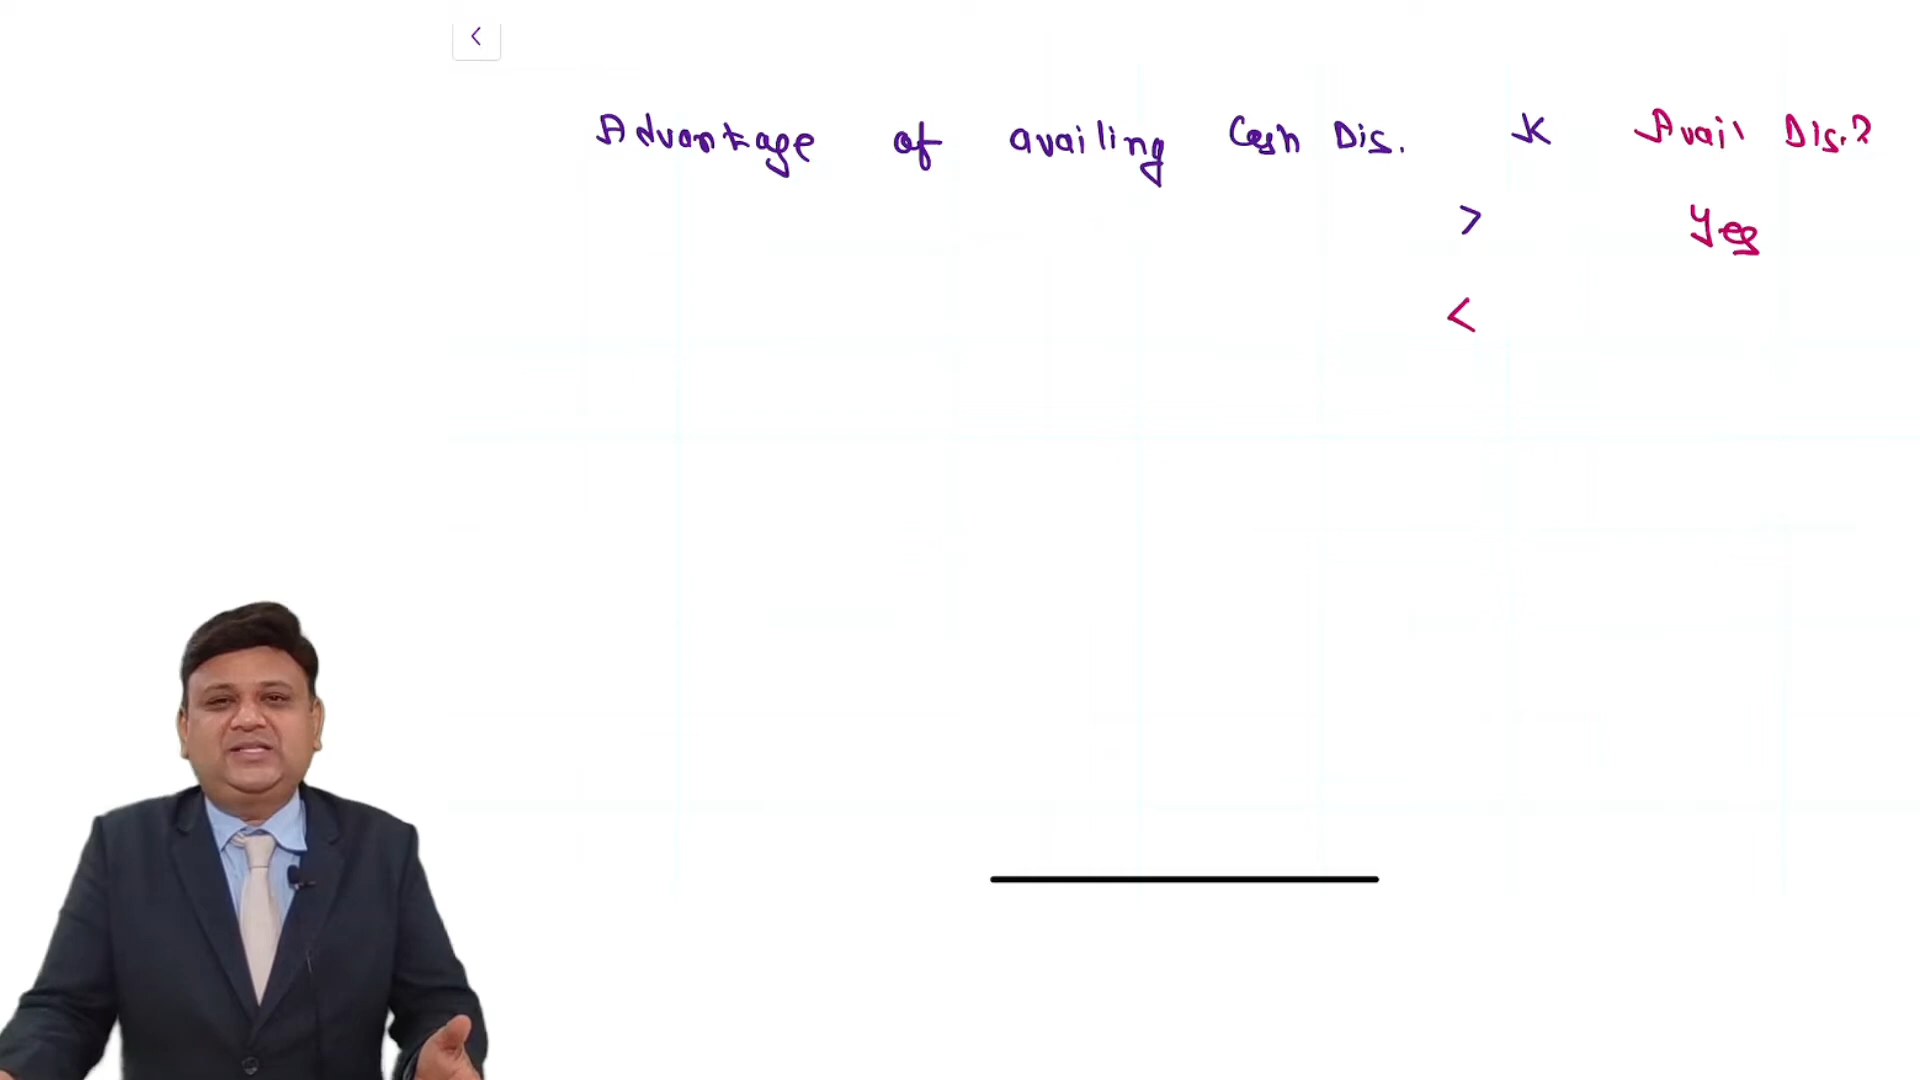 Advantage of availing Cash Dis. K Avail Dis.?
> Yes
<